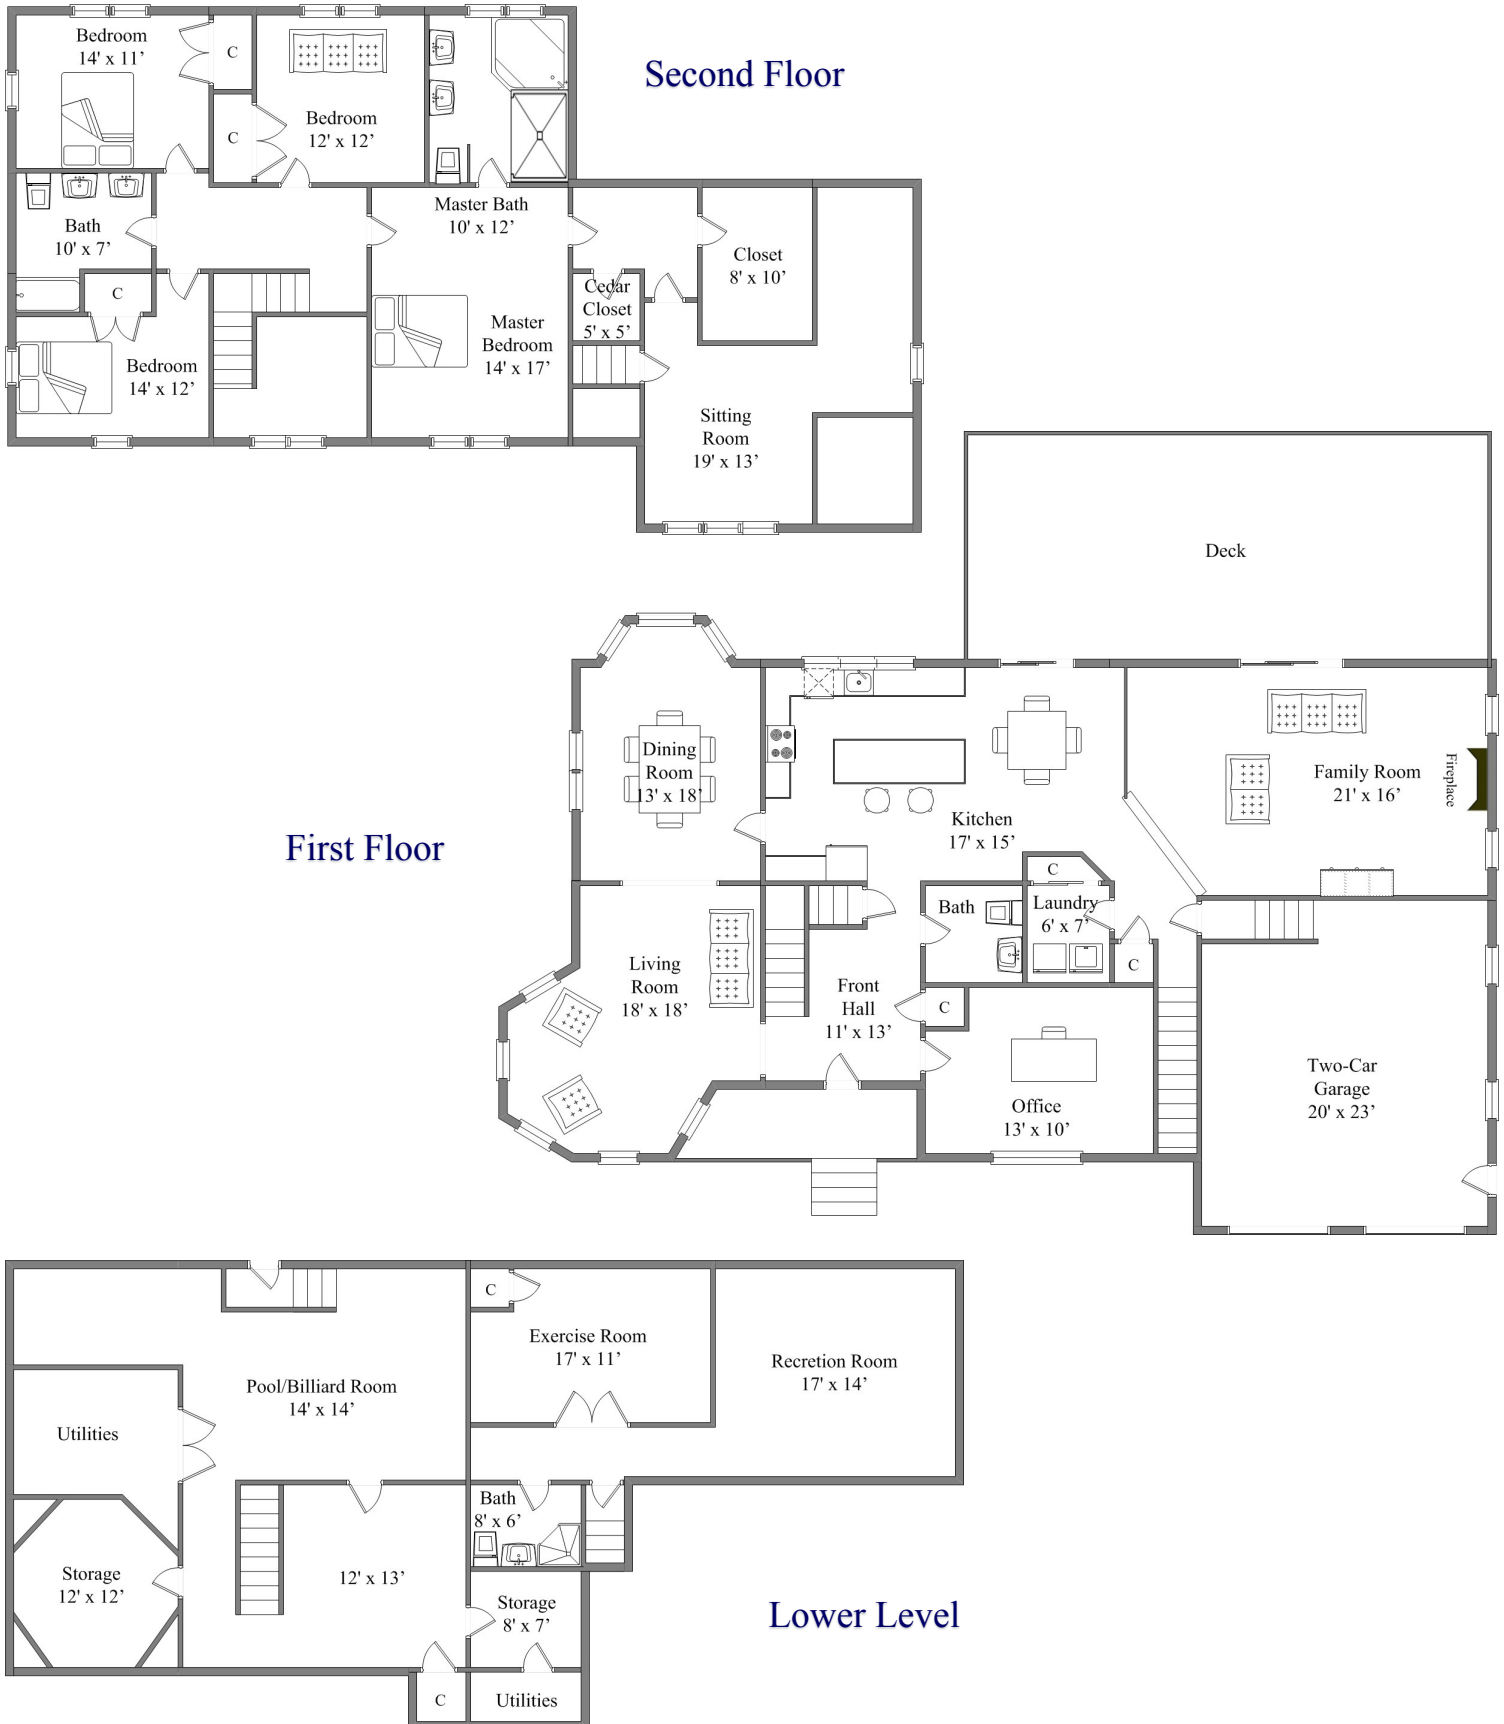 Second Floor
Bedroom
14' x 11’
C
C
Bedroom
12' x 12’
Bath
10' x 7’
Master Bath
10' x 12’
C
Bedroom
14' x 12’
Master
Bedroom
14' x 17’
Cedar
Closet
5' x 5’
Closet
8' x 10’
Sitting
Room
19' x 13’
First Floor
Deck
Dining
Room
13' x 18’
Kitchen
17' x 15’
Family Room
21' x 16’
Fireplace
C
Laundry
6' x 7’
Bath
C
C
Living
Room
18' x 18’
Front
Hall
11' x 13’
Office
13' x 10’
Two-Car
Garage
20' x 23’
Lower Level
C
Exercise Room
17' x 11’
Recretion Room
17' x 14’
Pool/Billiard Room
14' x 14’
Utilities
Bath
8' x 6’
Storage
12' x 12’
12' x 13’
Storage
8' x 7’
C
Utilities